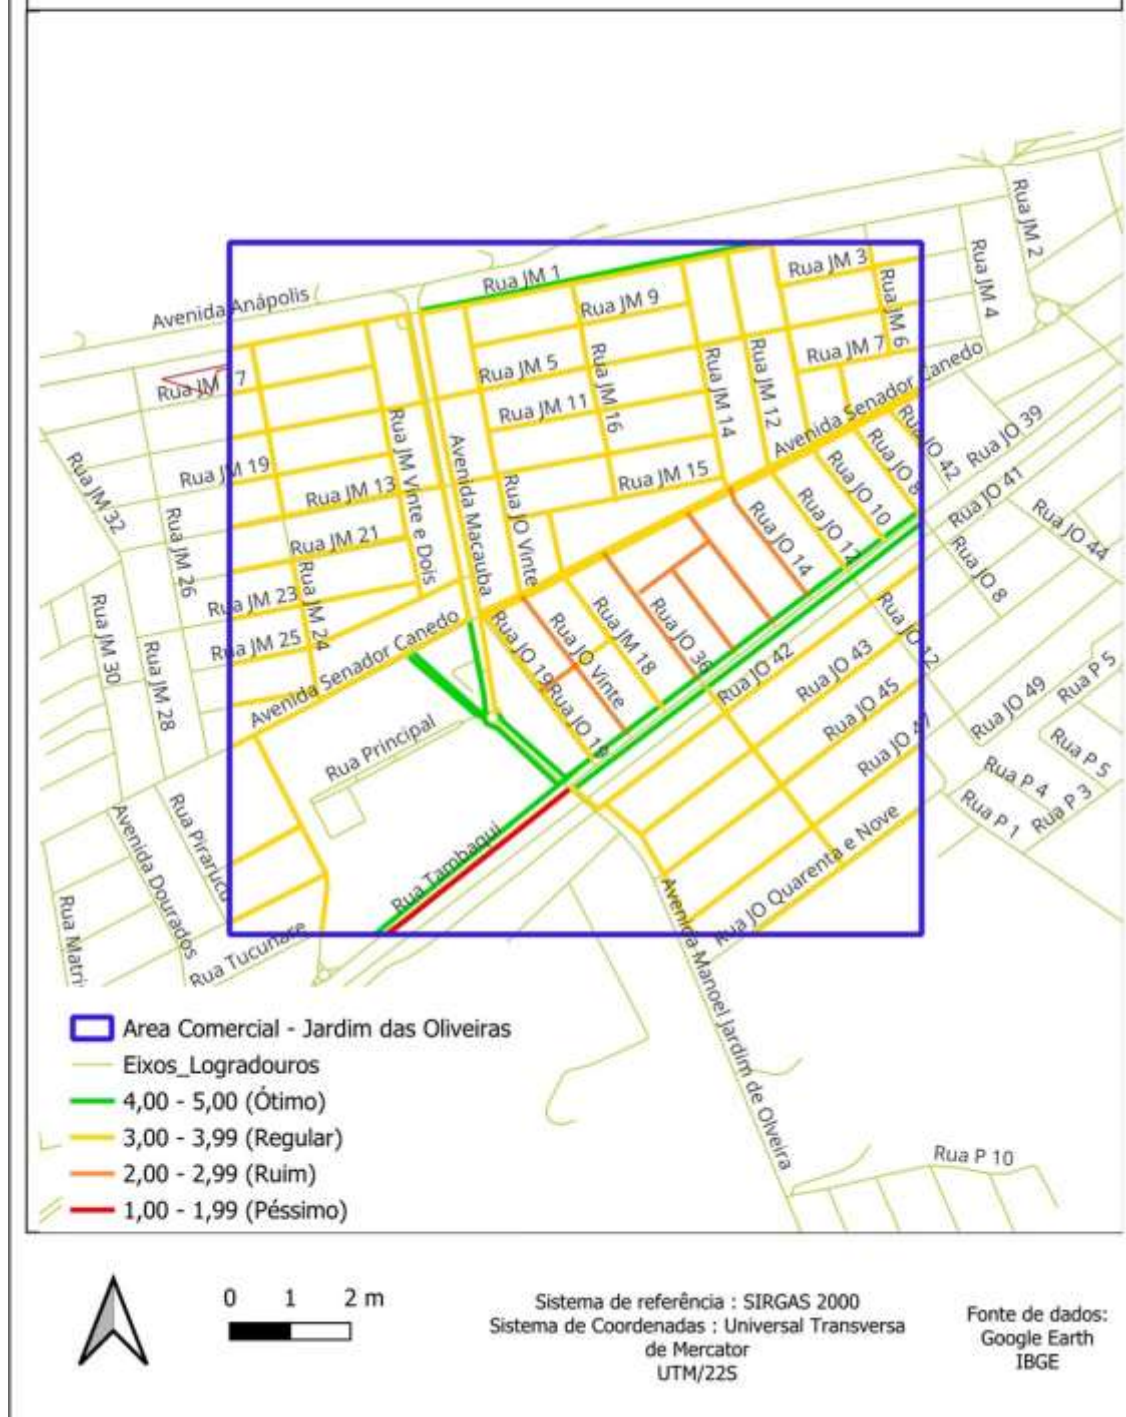 Rua JM 2
Rua JM 3
Rua JM 4
Rua JM 1
Avenida Anápolis
Rua JM 9
Rua JM 6
Rua JM 7
Rua JM 5
Rua JM 16
Rua JM 14
Rua JM 12
Rua JM 7
Avenida Senador Canedo
Rua JM 11
Rua JM Vinte e Dois
Avenida Macauba
Rua JO 8
Rua JO 42
Rua JO 39
Rua JM 32
Rua JM 19
Rua JM 13
Rua JO Vinte
Rua JM 15
Rua JO 10
Rua JO 41
Rua JM 26
Rua JM 21
Rua JO 14
Rua JO 12
Rua JO 44
Rua JM 30
Rua JM 23
Rua JM 24
Rua JO 8
Rua JM 28
Rua JM 25
Avenida Senador Canedo
Rua JO 19
Rua JO Vinte
Rua JM 18
Rua JO 36
Rua JO 42
Rua JO 43
Rua JO 12
Rua JO 49
Rua P 5
Rua Principal
Rua JO 19
Rua JO 45
Rua JO 47
Rua P 5
Rua P 4
Rua P 3
Rua P 1
Rua Pirarucu
Avenida Dourados
Rua Tambaqui
Rua JO Quarenta e Nove
Rua Matri
Rua Tucunare
Avenida Manoel Jardim de Olveira
Rua P 10
Area Comercial - Jardim das Oliveiras
Eixos_Logradouros
4,00 - 5,00 (Ótimo)
3,00 - 3,99 (Regular)
2,00 - 2,99 (Ruim)
1,00 - 1,99 (Péssimo)
0 1 2 m
Sistema de referência : SIRGAS 2000
Sistema de Coordenadas : Universal Transversa
de Mercator
UTM/22S
Fonte de dados:
Google Earth
IBGE